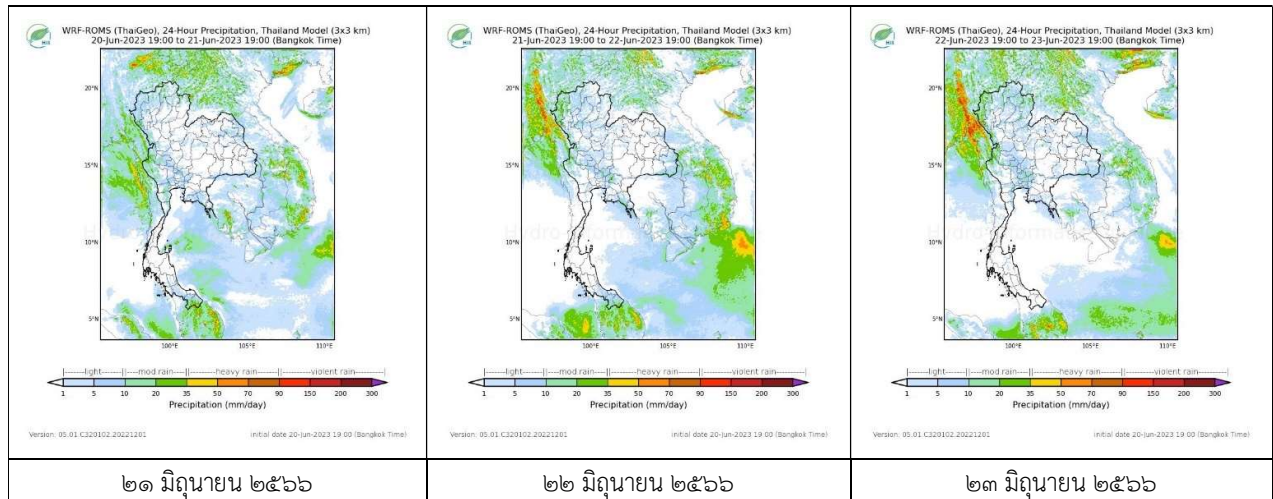 WRF-ROMS (ThaiGeo), 24-Hour Precipitation, Thailand Model (3x3 km)
20-Jun-2023 19:00 to 21-Jun-2023 19:00 (Bangkok Time)
20°N
15°N
10°N
5°N
100°E 105°E 110°E
|--------light-------||----mod rain-----||--------heavy rain--------||------------violent rain-----------
1 5 10 20 35 50 70 90 150 200 300
Precipitation (mm/day)
Version: 05.01.C320102.20221201 initial date 20-Jun-2023 19:00 (Bangkok Time)
๒๑ มิถุนายน ๒๕๖๖
WRF-ROMS (ThaiGeo), 24-Hour Precipitation, Thailand Model (3x3 km)
21-Jun-2023 19:00 to 22-Jun-2023 19:00 (Bangkok Time)
20°N
15°N
10°N
5°N
100°E 105°E 110°E
|--------light-------||----mod rain-----||--------heavy rain--------||------------violent rain-----------
1 5 10 20 35 50 70 90 150 200 300
Precipitation (mm/day)
Version: 05.01.C320102.20221201 initial date 20-Jun-2023 19:00 (Bangkok Time)
๒๒ มิถุนายน ๒๕๖๖
WRF-ROMS (ThaiGeo), 24-Hour Precipitation, Thailand Model (3x3 km)
22-Jun-2023 19:00 to 23-Jun-2023 19:00 (Bangkok Time)
20°N
15°N
10°N
5°N
100°E 105°E 110°E
|--------light-------||----mod rain-----||--------heavy rain--------||------------violent rain-----------
1 5 10 20 35 50 70 90 150 200 300
Precipitation (mm/day)
Version: 05.01.C320102.20221201 initial date 20-Jun-2023 19:00 (Bangkok Time)
๒๓ มิถุนายน ๒๕๖๖